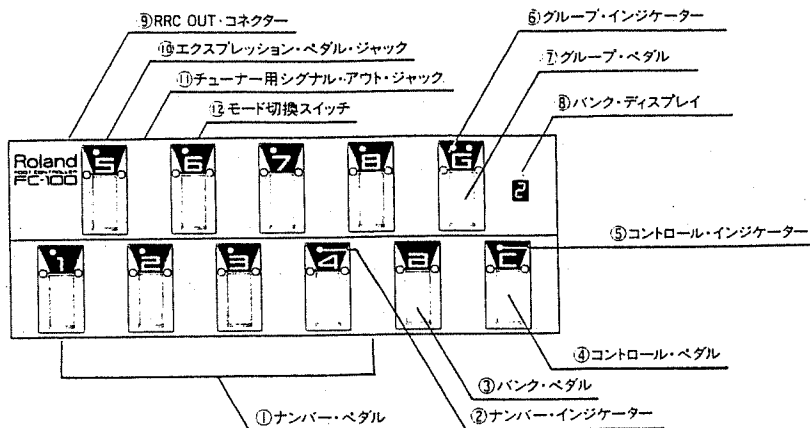 ⑨RRC OUT・コネクター
⑩エクスプレッション・ペダル・ジャック
⑪チューナー用シグナル・アウト・ジャック
⑫モード切換スイッチ
⑥グループ・インジケーター
⑦グループ・ペダル
⑧バンク・ディスプレイ
Roland
FOOT CONTROLLER
FC-100
5
6
7
8
G
2
1
2
3
4
B
C
⑤コントロール・インジケーター
④コントロール・ペダル
③バンク・ペダル
②ナンバー・インジケーター
①ナンバー・ペダル